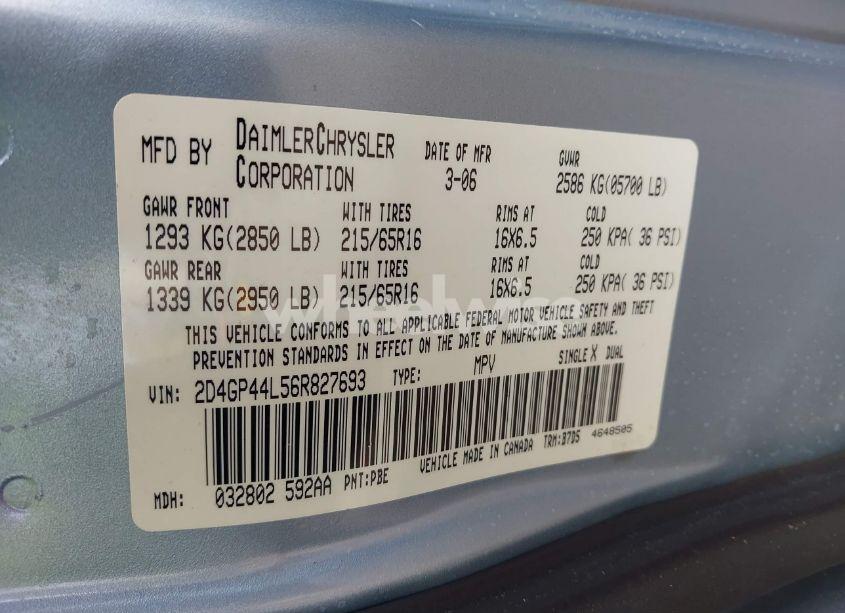 MFD BY DAIMLERCHRYSLER CORPORATION DATE OF MFR 3-06 GVWR 2586 KG(05700 LB)
GAWR FRONT WITH TIRES RIMS AT COLD
1293 KG(2850 LB) 215/65R16 16X6.5 250 KPA( 36 PSI)
GAWR REAR WITH TIRES RIMS AT COLD
1339 KG(2950 LB) 215/65R16 16X6.5 250 KPA( 36 PSI)
THIS VEHICLE CONFORMS TO ALL APPLICABLE FEDERAL MOTOR VEHICLE SAFETY AND THEFT
PREVENTION STANDARDS IN EFFECT ON THE DATE OF MANUFACTURE SHOWN ABOVE.
VIN: 2D4GP44L56R827693 TYPE: MPV SINGLE X DUAL
MDH: 032802 592AA PNT:PBE VEHICLE MADE IN CANADA TRM:B7D5 4648505